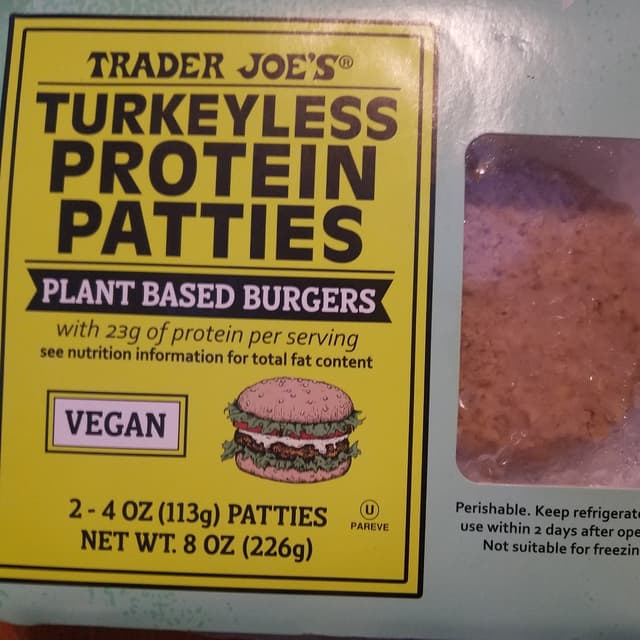 TRADER JOE'S®
TURKEYLESS
PROTEIN
PATTIES
PLANT BASED BURGERS
with 23g of protein per serving
see nutrition information for total fat content
VEGAN
2 - 4 OZ (113g) PATTIES
NET WT. 8 OZ (226g)
U
PAREVE
Perishable. Keep refrigerate
use within 2 days after ope
Not suitable for freezin